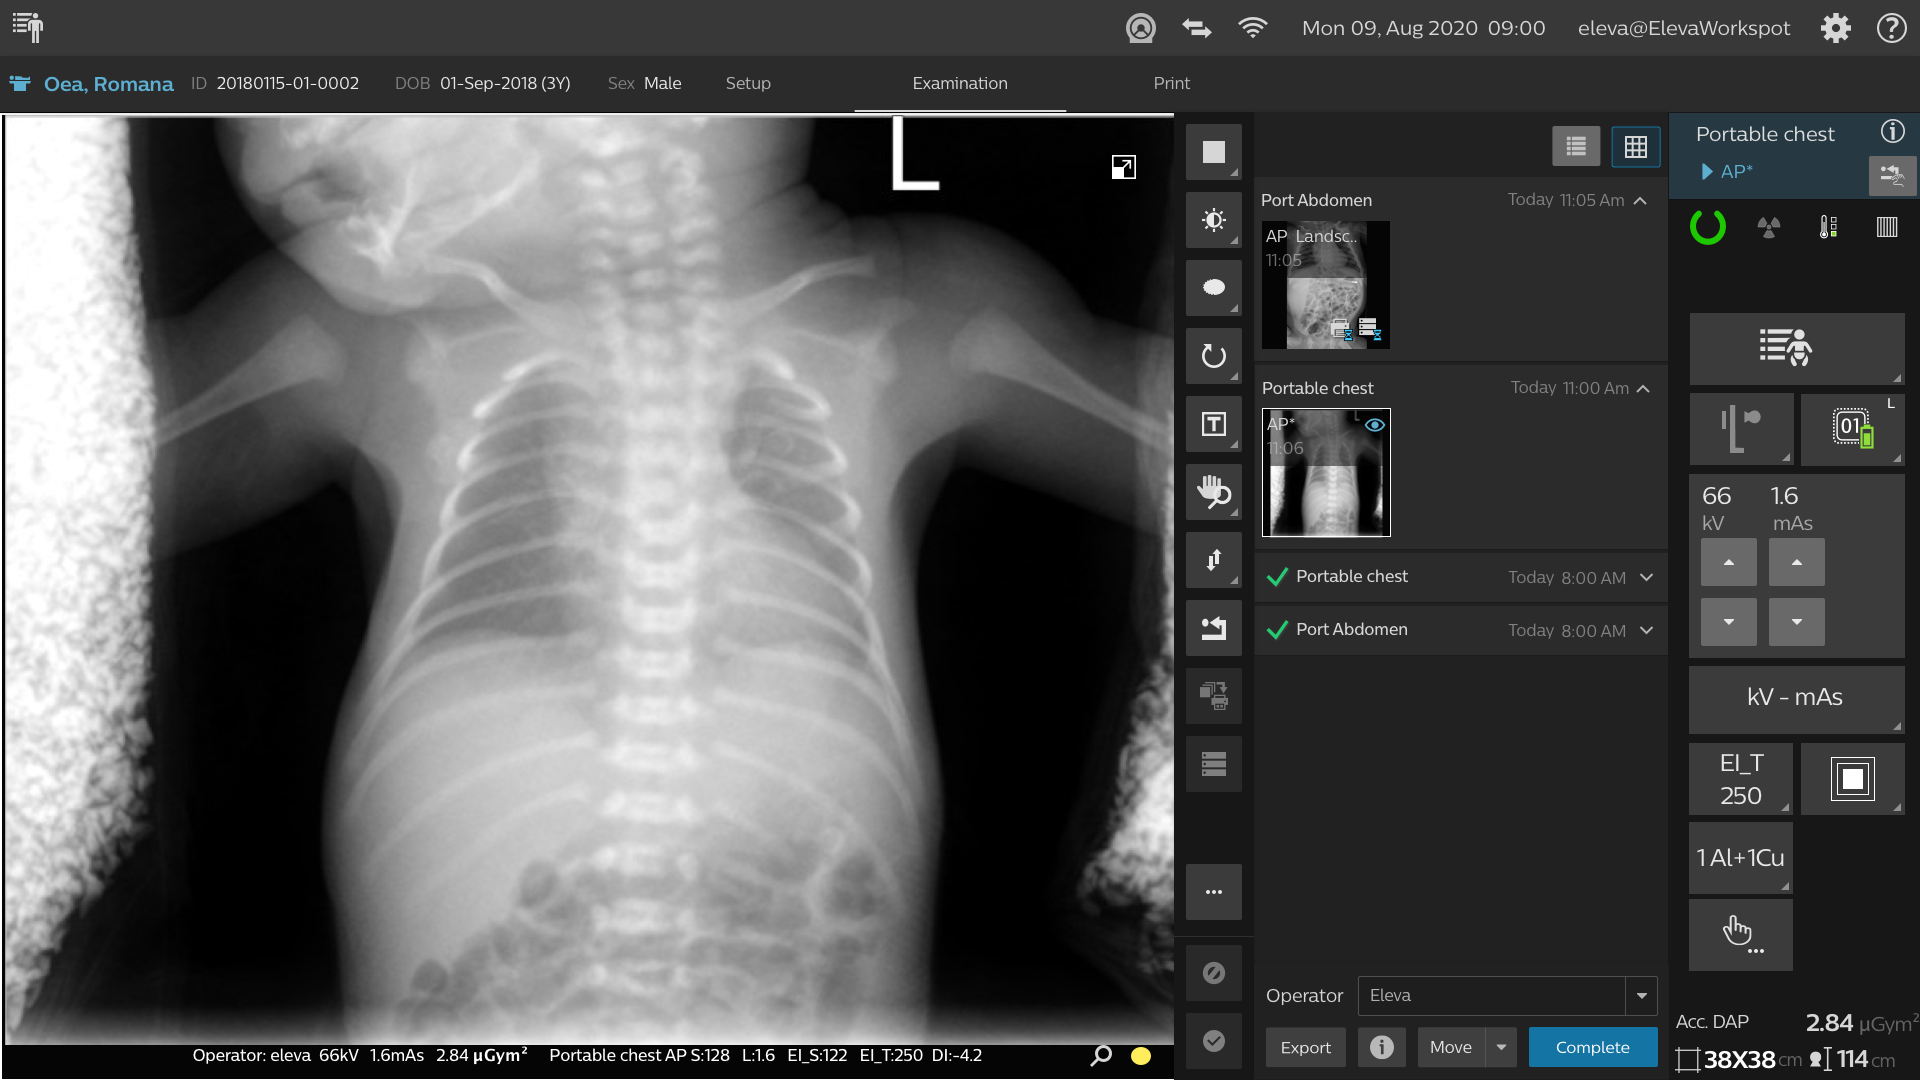 Mon 09, Aug 2020 09:00 eleva@ElevaWorkspot
Oea, Romana ID 20180115-01-0002 DOB 01-Sep-2018 (3Y) Sex Male Setup Examination Print
L
Operator: eleva 66kV 1.6mAs 2.84 µGym² Portable chest AP S:128 L:1.6 EI_S:122 EI_T:250 DI:-4.2
T
Port Abdomen Today 11:05 Am
AP Landsc..
11:05
Portable chest Today 11:00 Am
AP*
11:06
Portable chest Today 8:00 AM
Port Abdomen Today 8:00 AM
Operator Eleva
Export Move Complete
Portable chest
AP*
L
01
66 1.6
kV mAs
kV - mAs
EI_T
250
1 Al+1Cu
Acc. DAP 2.84 µGym²
38X38 cm 114 cm